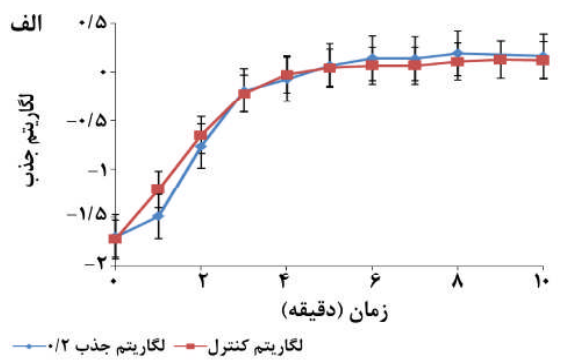 الف
۰/۵
۰
−۰/۵
−۱
−۱/۵
−۲
لگاریتم جذب
۰ ۲ ۴ ۶ ۸ ۱۰
زمان (دقیقه)
لگاریتم کنترل لگاریتم جذب ۰/۲